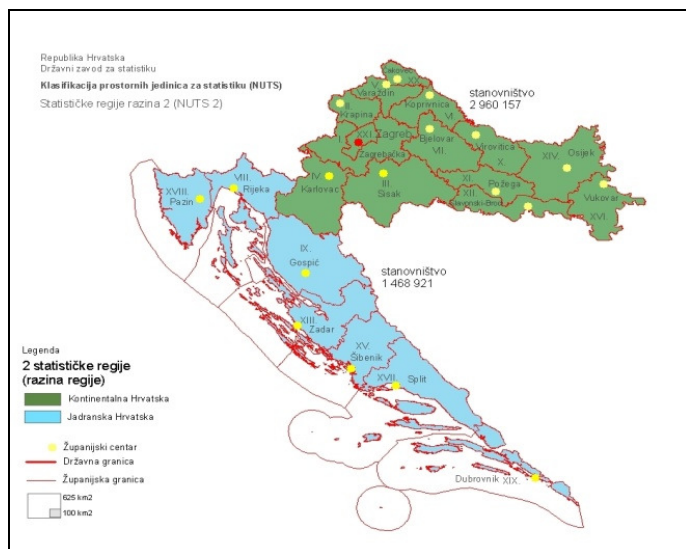 Republika Hrvatska
Državni zavod za statistiku
Klasifikacija prostornih jedinica za statistiku (NUTS)
Statističke regije razina 2 (NUTS 2)
stanovništvo
2 960 157
Čakovec
XX.
V.
Varaždin
II.
Krapina
Koprivnica
VI.
I.
XXI.
Zagreb
Zagrebačka
Bjelovar
VII.
Virovitica
X.
XIV.
Osijek
IV.
Karlovac
III.
Sisak
XI.
Požega
XII.
Slavonski Brod
Vukovar
XVI.
XVIII.
Pazin
VIII.
Rijeka
IX.
Gospić
stanovništvo
1 468 921
XIII.
Zadar
XV.
Šibenik
XVII.
Split
Dubrovnik
XIX.
Legenda
2 statističke regije
(razina regije)
Kontinentalna Hrvatska
Jadranska Hrvatska
Županijski centar
Državna granica
Županijska granica
625 km2
100 km2